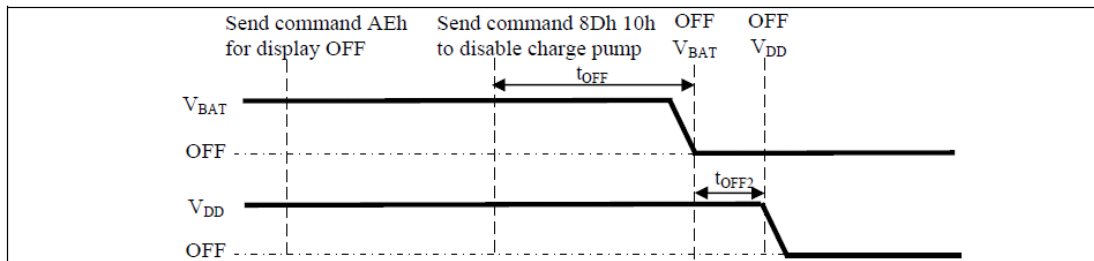 Send command AEh
for display OFF
Send command 8Dh 10h
to disable charge pump
OFF
VBAT
OFF
VDD
tOFF
VBAT
OFF
tOFF2
VDD
OFF